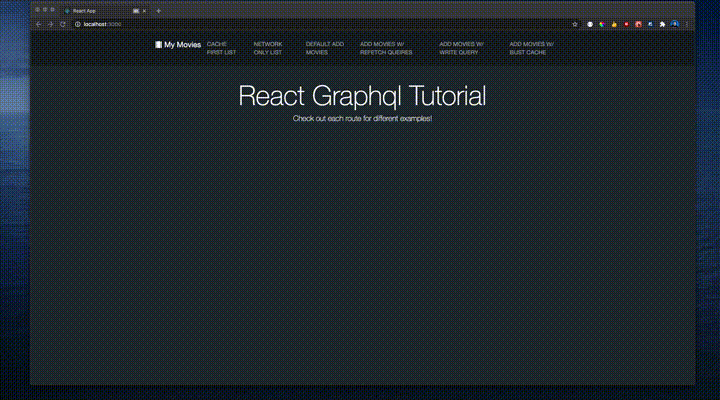 React App
localhost:3000
My Movies
CACHE FIRST LIST
NETWORK ONLY LIST
DEFAULT ADD MOVIES
ADD MOVIES W/ REFETCH QUEIRES
ADD MOVIES W/ WRITE QUERY
ADD MOVIES W/ BUST CACHE
React Graphql Tutorial
Check out each route for different examples!